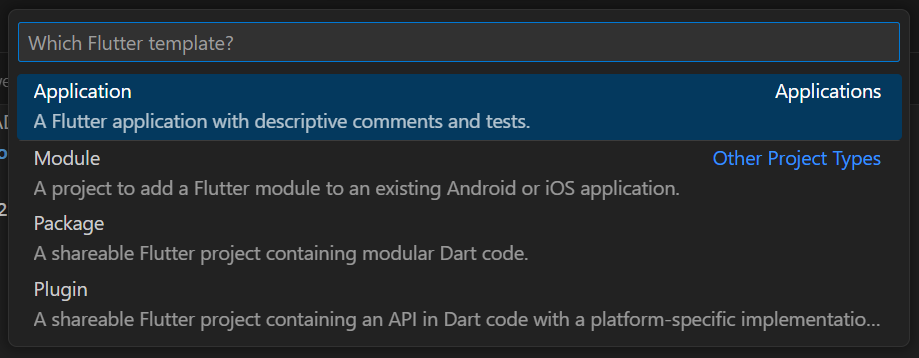 Which Flutter template?
Application Applications
A Flutter application with descriptive comments and tests.
Module Other Project Types
A project to add a Flutter module to an existing Android or iOS application.
Package
A shareable Flutter project containing modular Dart code.
Plugin
A shareable Flutter project containing an API in Dart code with a platform-specific implementatio...